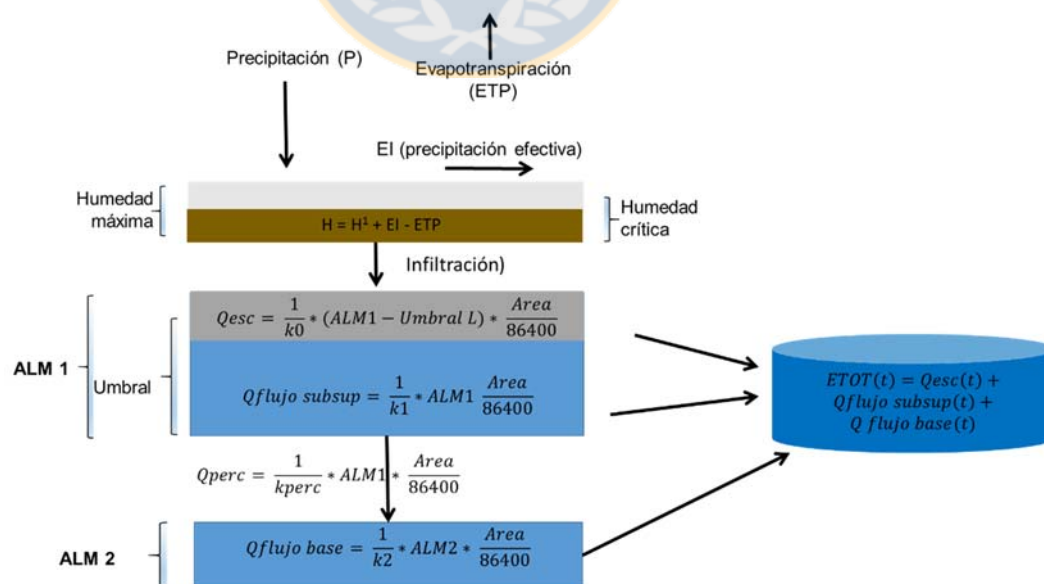 Precipitación (P)
Evapotranspiración
(ETP)
EI (precipitación efectiva)
Humedad
máxima
H = H¹ + EI - ETP
Humedad
crítica
Infiltración)
Qesc = 1/k0 * (ALM1 − Umbral L) * Area/86400
ALM 1
Umbral
Qflujo subsup = 1/k1 * ALM1 Area/86400
ETOT(t) = Qesc(t) +
Qflujo subsup(t) +
Q flujo base(t)
Qperc = 1/kperc * ALM1 * Area/86400
ALM 2
Qflujo base = 1/k2 * ALM2 * Area/86400